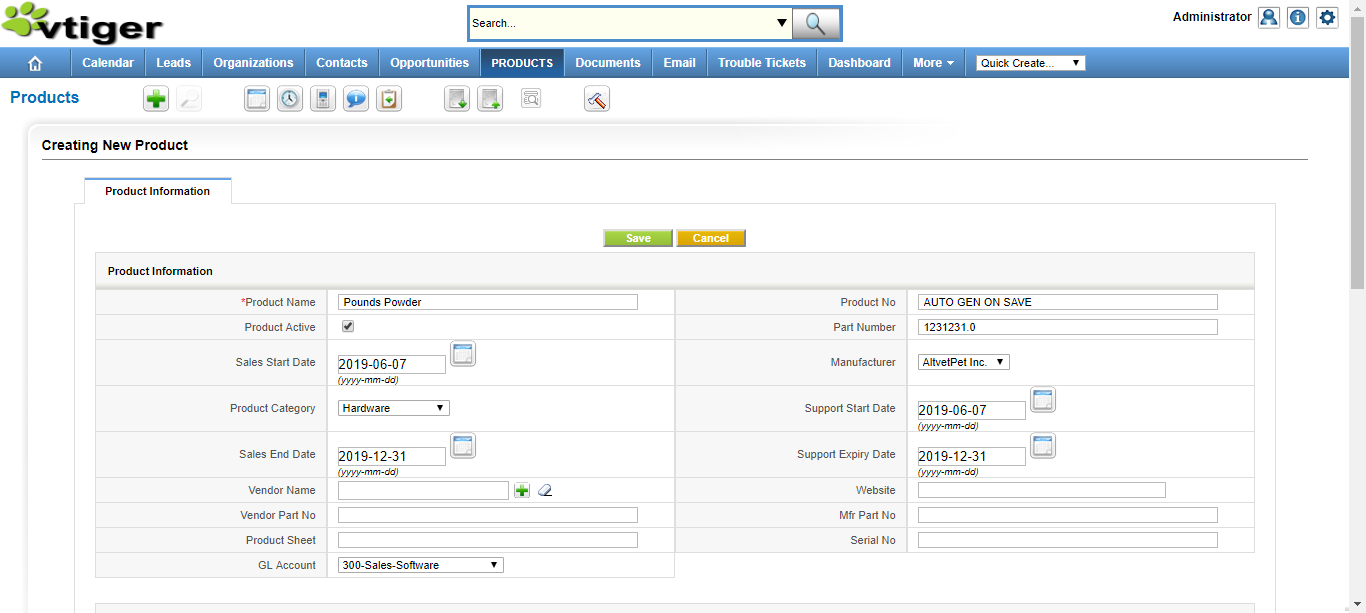 vtiger
Search...
Administrator
Calendar Leads Organizations Contacts Opportunities PRODUCTS Documents Email Trouble Tickets Dashboard More Quick Create...
Products
Creating New Product
Product Information
Save Cancel
Product Information
*Product Name Pounds Powder Product No AUTO GEN ON SAVE
Product Active Part Number 1231231.0
Sales Start Date 2019-06-07 (yyyy-mm-dd) Manufacturer AltvetPet Inc.
Product Category Hardware Support Start Date 2019-06-07 (yyyy-mm-dd)
Sales End Date 2019-12-31 (yyyy-mm-dd) Support Expiry Date 2019-12-31 (yyyy-mm-dd)
Vendor Name Website
Vendor Part No Mfr Part No
Product Sheet Serial No
GL Account 300-Sales-Software